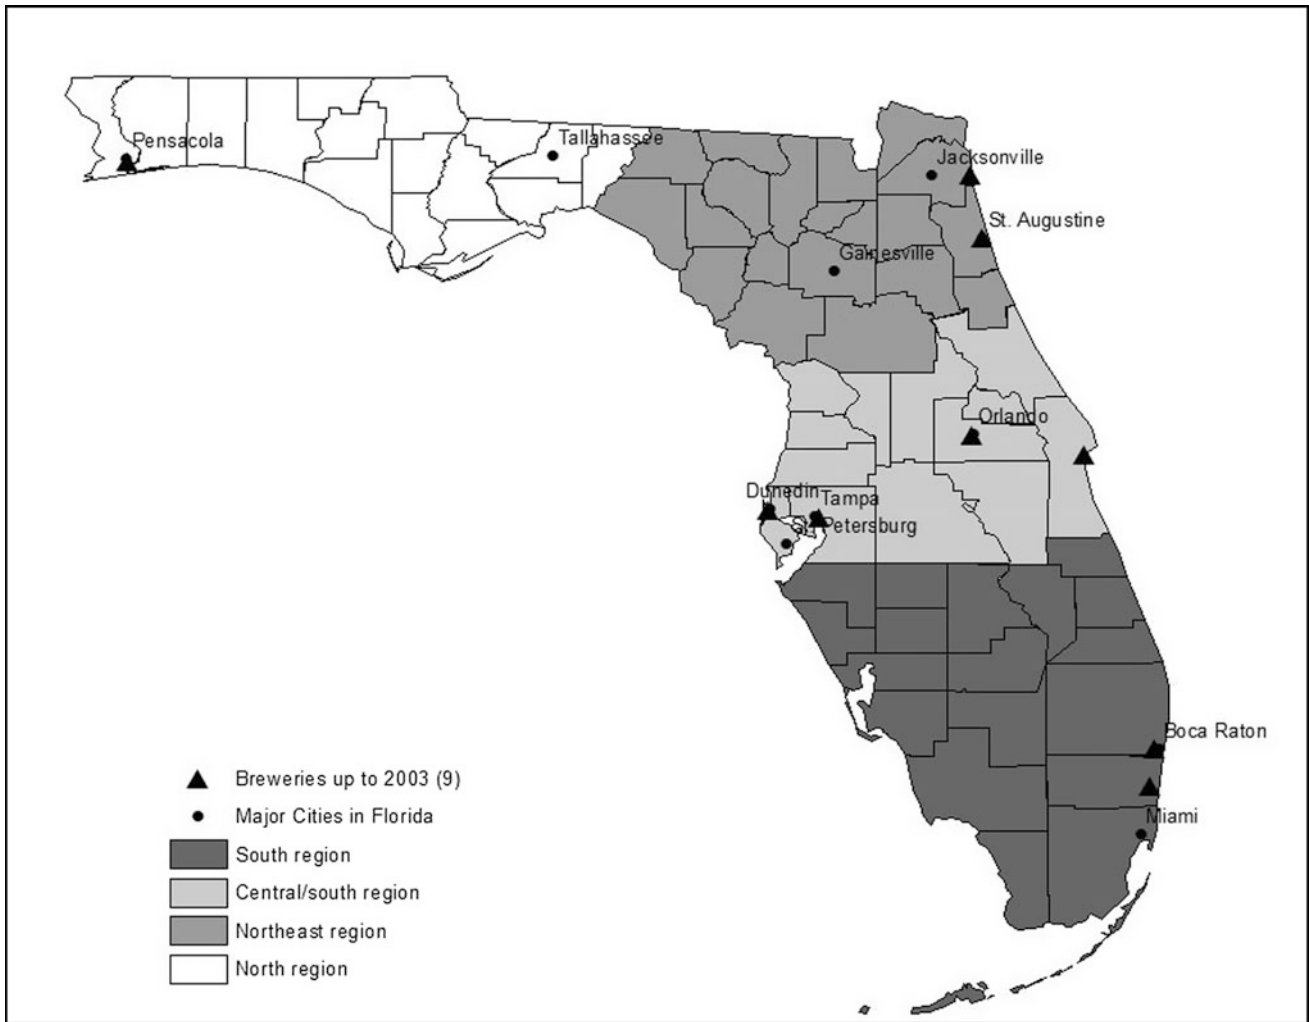 Pensacola
Tallahassee
Jacksonville
St. Augustine
Gainesville
Orlando
Dunedin
Tampa
St. Petersburg
Boca Raton
Miami
Breweries up to 2003 (9)
Major Cities in Florida
South region
Central/south region
Northeast region
North region